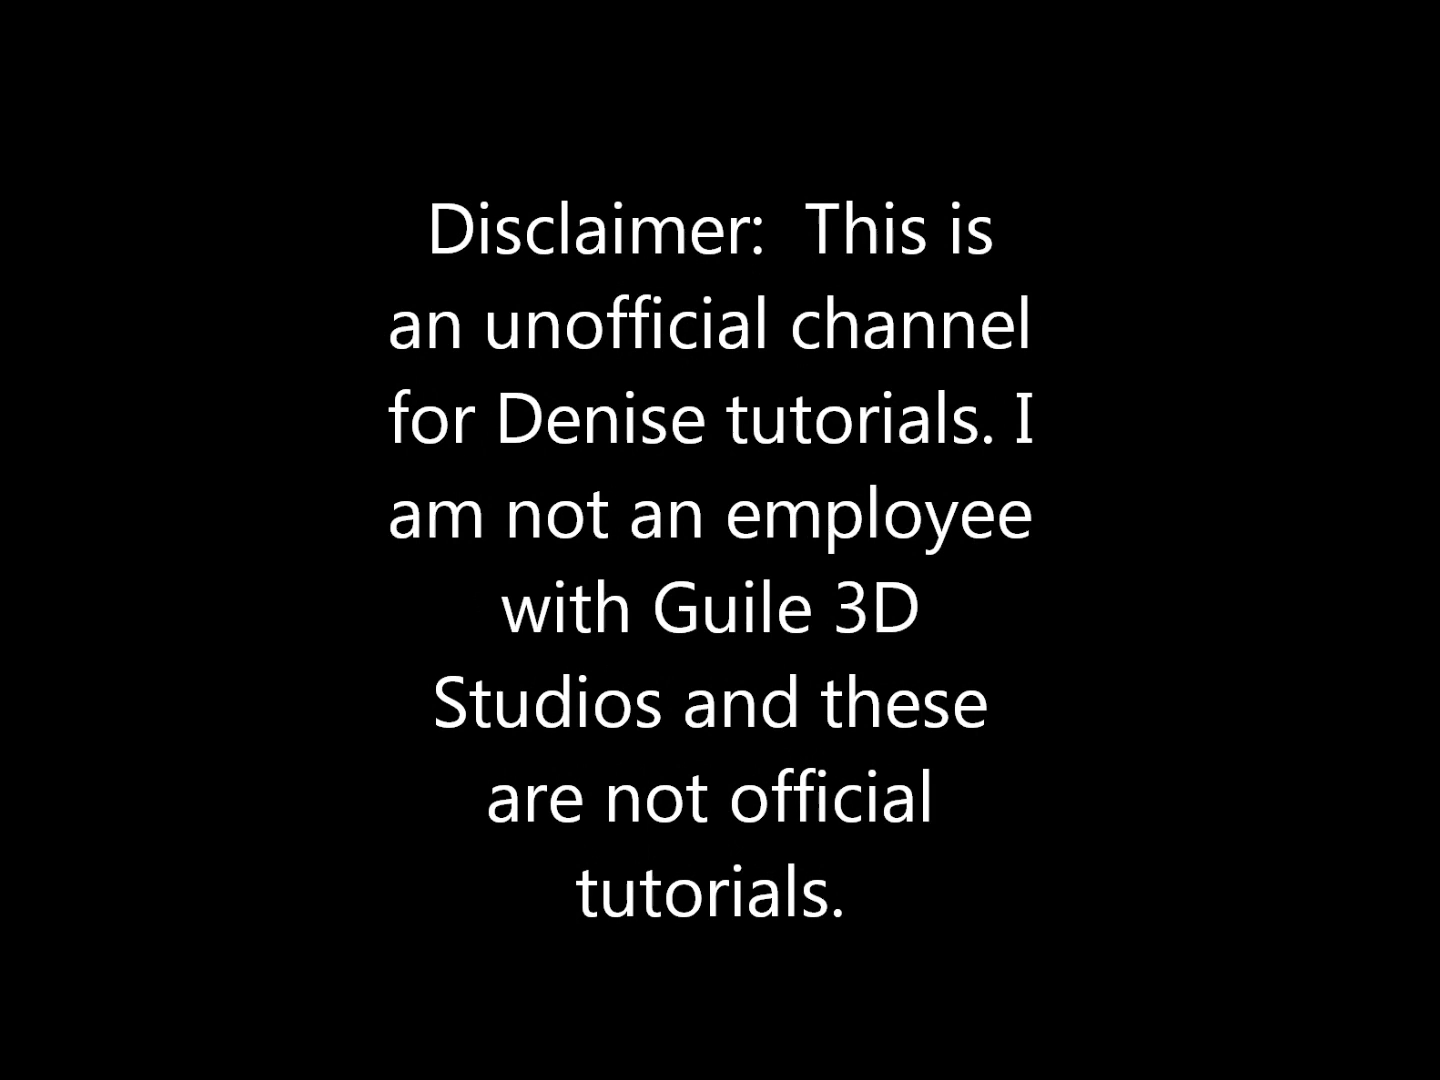 Disclaimer:  This is
an unofficial channel
for Denise tutorials. I
am not an employee
with Guile 3D
Studios and these
are not official
tutorials.